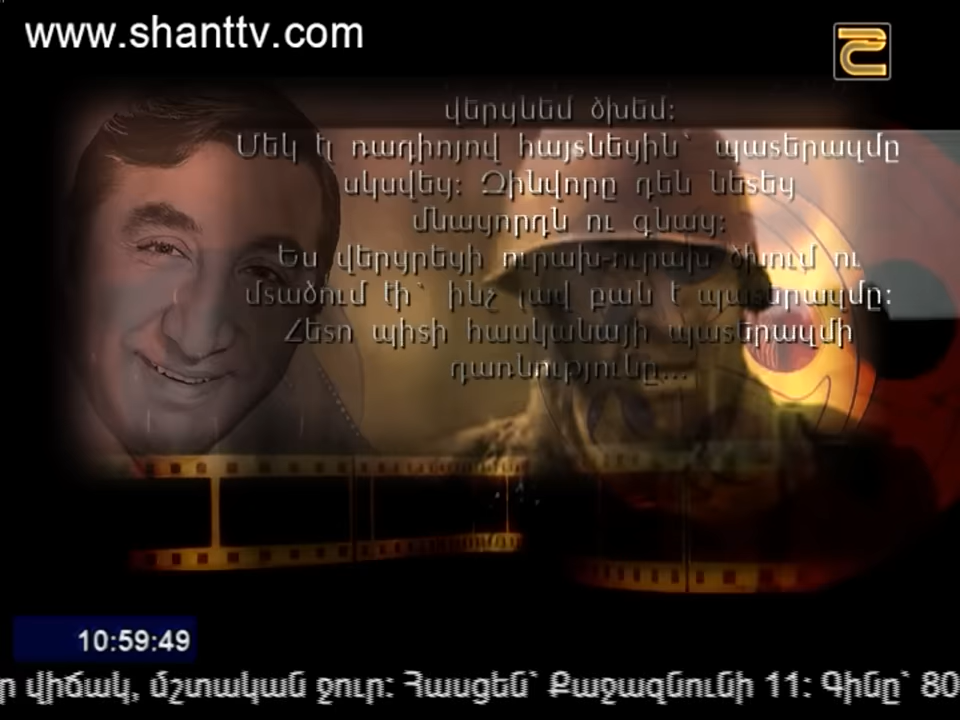 www.shanttv.com
վերցնեմ ծխեմ:
Մեկ էլ ռադիոյով հայտնեցին՝ պատերազմը
սկսվեց: Զինվորը դեն նետեց
մնացորդն ու գնաց:
Ես վերցրեցի ուրախ-ուրախ ծխում ու
մտածում էի՝ ինչ լավ բան է պատերազմը:
Հետո պիտի հասկանայի պատերազմի
դառնությունը...
10:59:49
ր վիճակ, մշտական ջուր: Հասցեն՝ Քաջազնունի 11: Գինը՝ 80